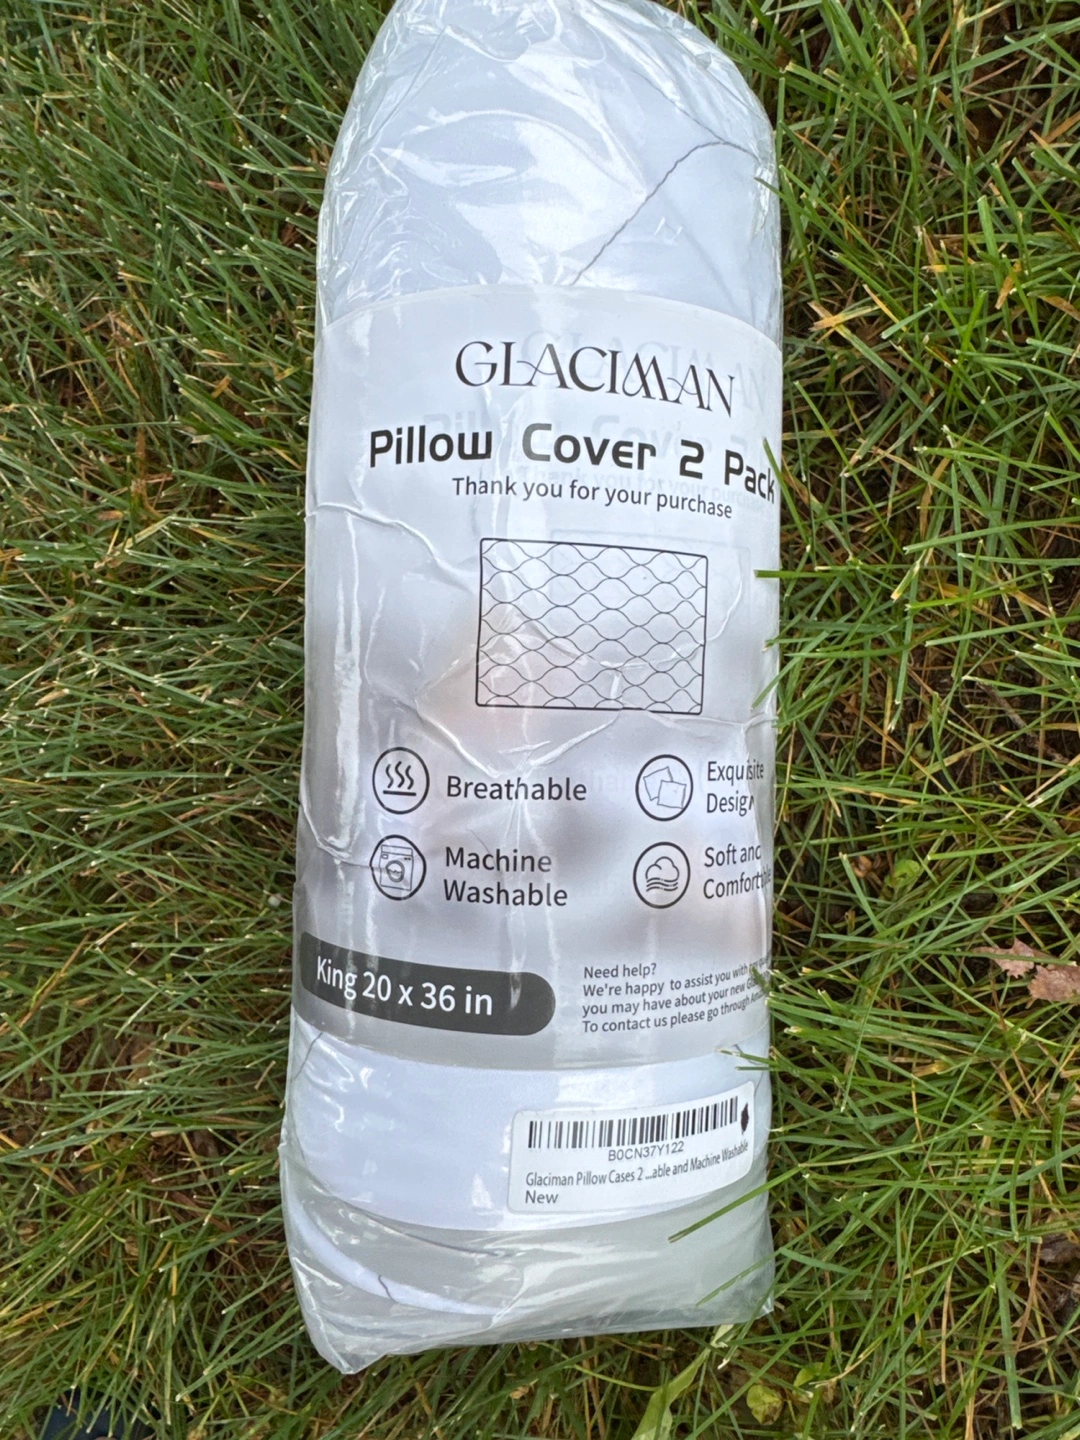 GLACIMAN
Pillow Cover 2 Pack
Thank you for your purchase
Breathable
Exquisite
Design
Machine
Washable
Soft and
Comfortable
King 20 x 36 in
Need help?
We're happy to assist you with
you may have about your new
To contact us please go through
B0CN37Y122
Glaciman Pillow Cases 2 ...able and Machine Washable
New